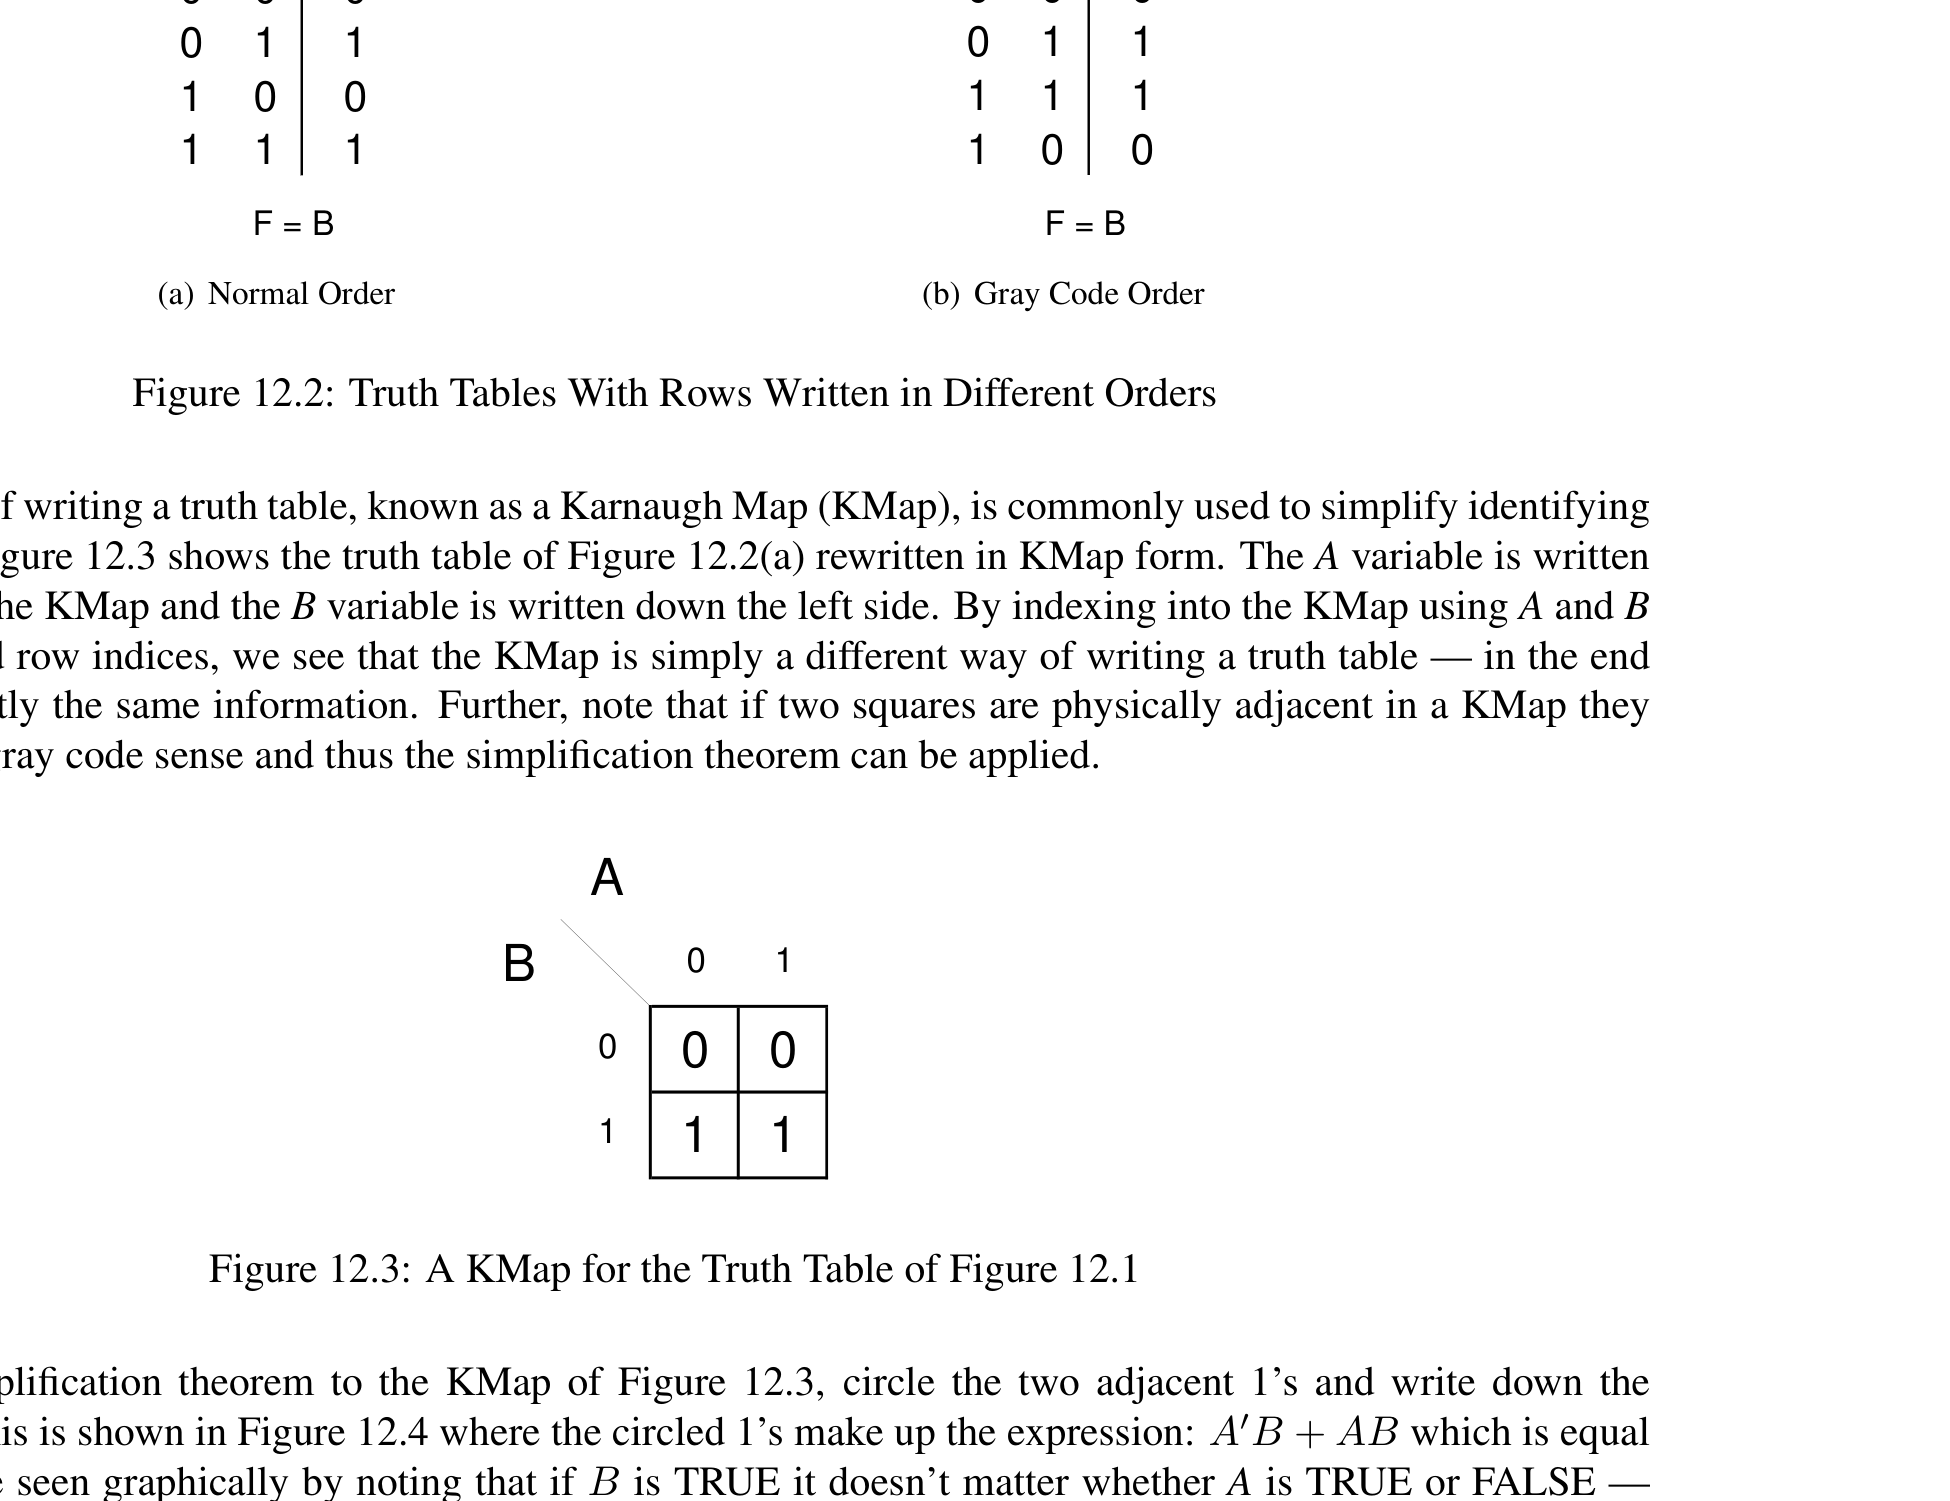 0 1 1 0 1 1
1 0 0 1 1 1
1 1 1 1 0 0
F = B F = B
(a) Normal Order (b) Gray Code Order
Figure 12.2: Truth Tables With Rows Written in Different Orders
f writing a truth table, known as a Karnaugh Map (KMap), is commonly used to simplify identifying
gure 12.3 shows the truth table of Figure 12.2(a) rewritten in KMap form. The A variable is written
he KMap and the B variable is written down the left side. By indexing into the KMap using A and B
row indices, we see that the KMap is simply a different way of writing a truth table — in the end
tly the same information. Further, note that if two squares are physically adjacent in a KMap they
ray code sense and thus the simplification theorem can be applied.
A
B 0 1
0 0 0
1 1 1
Figure 12.3: A KMap for the Truth Table of Figure 12.1
plification theorem to the KMap of Figure 12.3, circle the two adjacent 1's and write down the
is is shown in Figure 12.4 where the circled 1's make up the expression: A′B + AB which is equal
seen graphically by noting that if B is TRUE it doesn't matter whether A is TRUE or FALSE —